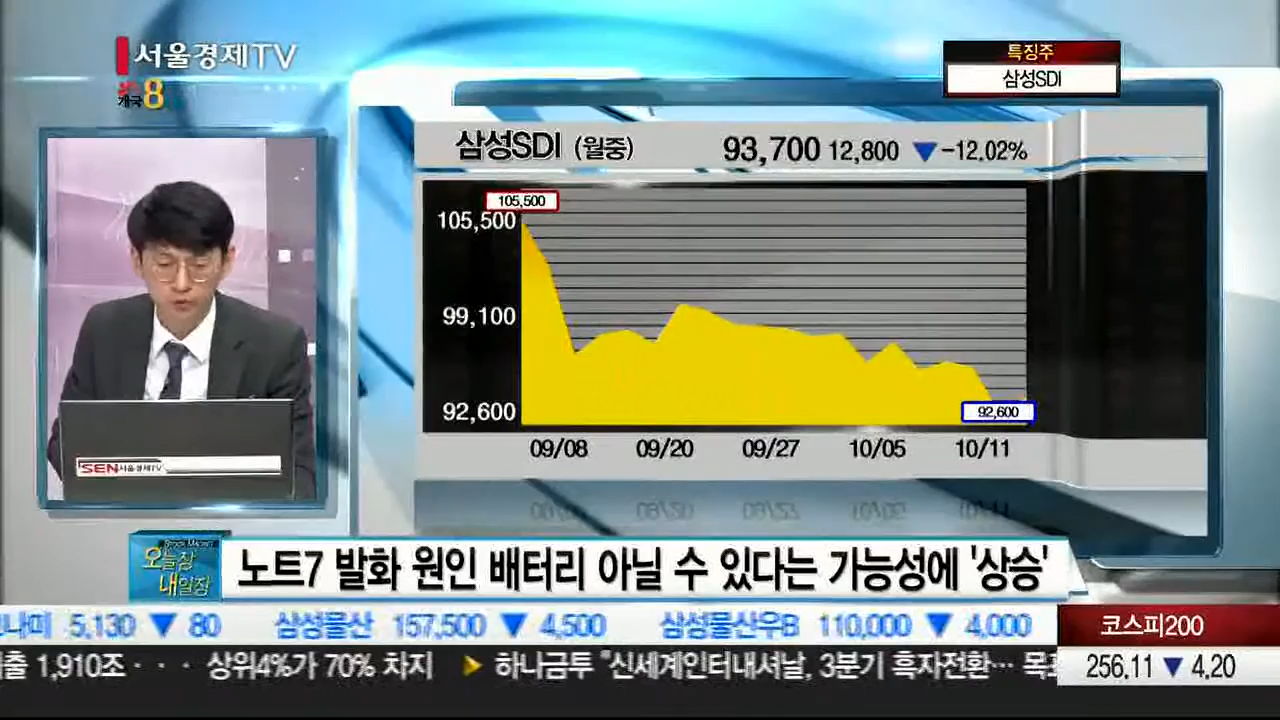 서울경제TV
개국 8
특징주
삼성SDI
삼성SDI (월중) 93,700 12,800 ▼-12.02%
105,500
105,500
99,100
92,600
92,600
09/08 09/20 09/27 10/05 10/11
SEN서울경제TV
오늘장
내일장
노트7 발화 원인 배터리 아닐 수 있다는 가능성에 '상승'
5,130 ▼ 80 삼성물산 157,500 ▼ 4,500 삼성물산우B 110,000 ▼ 4,000
코스피200
1,910조··· 상위4%가 70% 차지 ▶ 하나금투 "신세계인터내셔날, 3분기 흑자전환…
256.11 ▼ 4.20